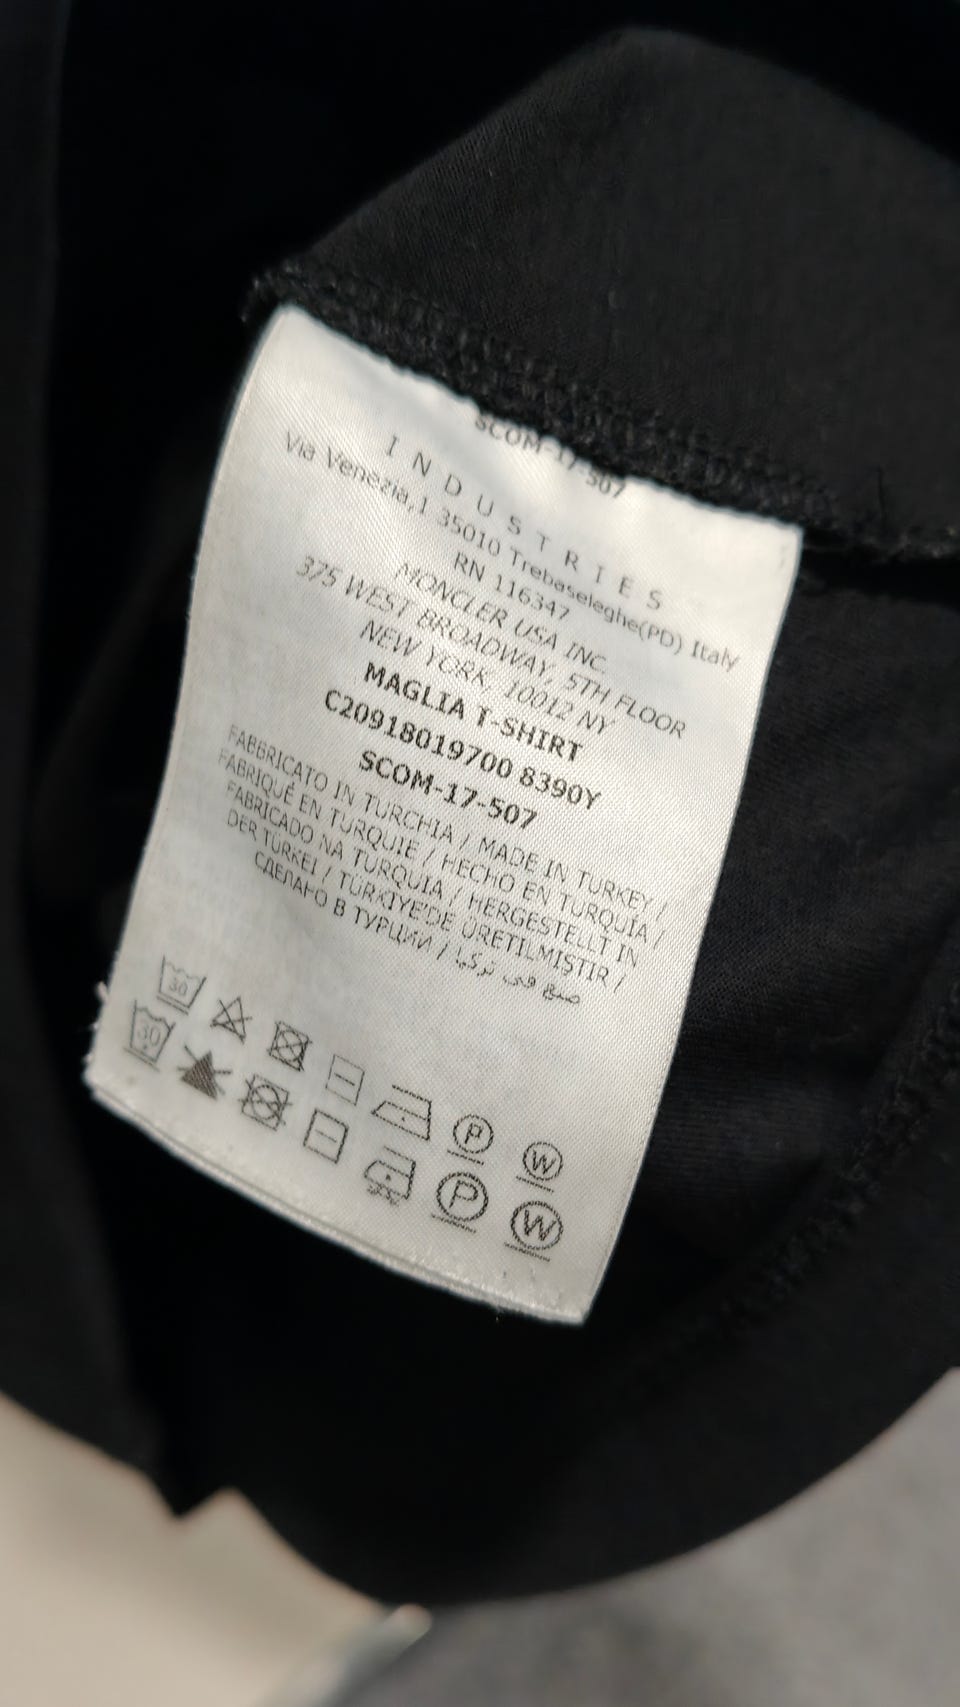 SCOM-17-507
INDUSTRIES
Via Venezia,1 35010 Trebaseleghe(PD) Italy
RN 116347
MONCLER USA INC.
375 WEST BROADWAY, 5TH FLOOR
NEW YORK, 10012 NY
MAGLIA T-SHIRT
C20918019700 8390Y
SCOM-17-507
FABBRICATO IN TURCHIA / MADE IN TURKEY /
FABRIQUÉ EN TURQUIE / HECHO EN TURQUÍA /
FABRICADO NA TURQUIA / HERGESTELLT IN
DER TÜRKEI / TÜRKIYE'DE ÜRETILMIŞTIR /
СДЕЛАНО В ТУРЦИИ / صنع في تركيا
30 P W
30 P W